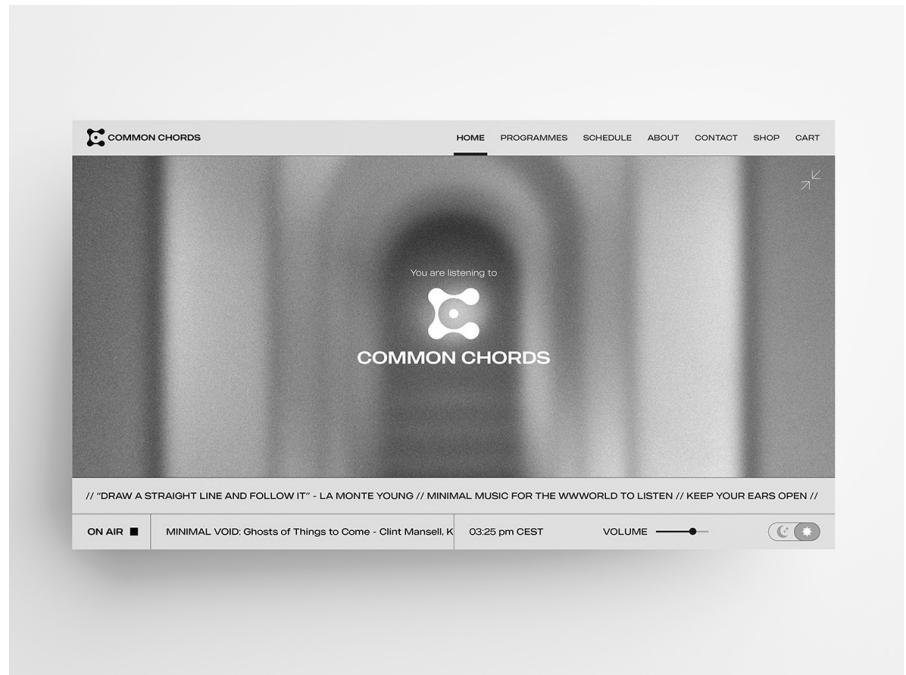 COMMON CHORDS
HOME PROGRAMMES SCHEDULE ABOUT CONTACT SHOP CART
You are listening to
COMMON CHORDS
// “DRAW A STRAIGHT LINE AND FOLLOW IT” - LA MONTE YOUNG // MINIMAL MUSIC FOR THE WWWORLD TO LISTEN // KEEP YOUR EARS OPEN //
ON AIR MINIMAL VOID: Ghosts of Things to Come - Clint Mansell, K 03:25 pm CEST VOLUME